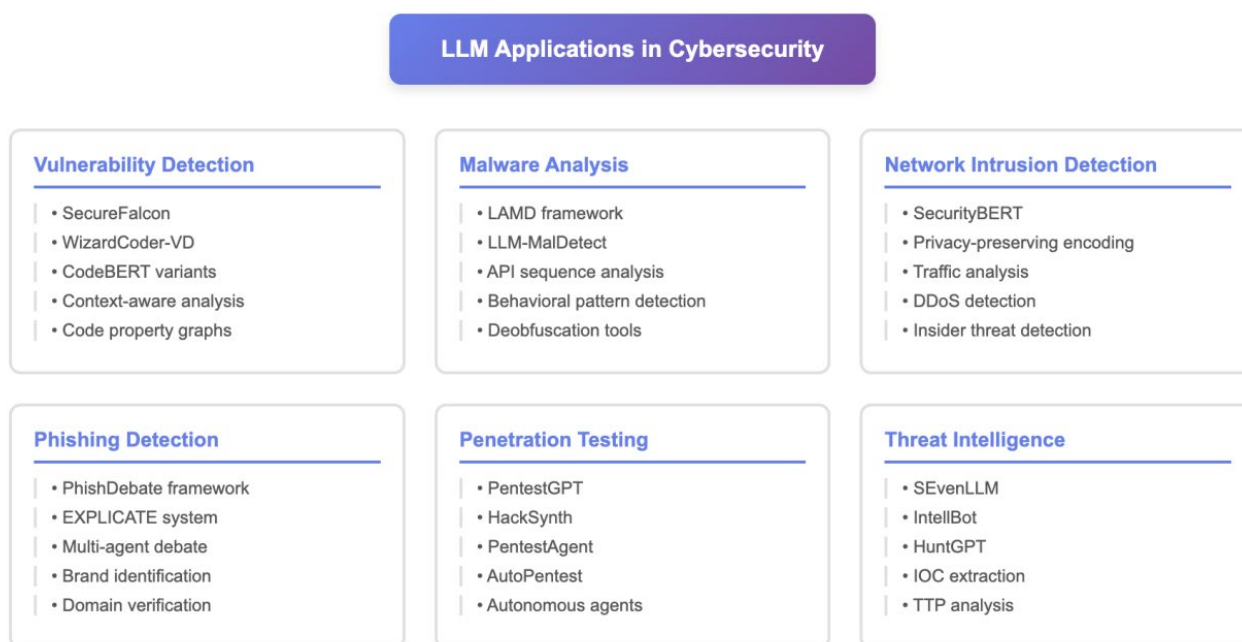 LLM Applications in Cybersecurity
Vulnerability Detection
• SecureFalcon
• WizardCoder-VD
• CodeBERT variants
• Context-aware analysis
• Code property graphs
Malware Analysis
• LAMD framework
• LLM-MalDetect
• API sequence analysis
• Behavioral pattern detection
• Deobfuscation tools
Network Intrusion Detection
• SecurityBERT
• Privacy-preserving encoding
• Traffic analysis
• DDoS detection
• Insider threat detection
Phishing Detection
• PhishDebate framework
• EXPLICATE system
• Multi-agent debate
• Brand identification
• Domain verification
Penetration Testing
• PentestGPT
• HackSynth
• PentestAgent
• AutoPentest
• Autonomous agents
Threat Intelligence
• SEvenLLM
• IntellBot
• HuntGPT
• IOC extraction
• TTP analysis